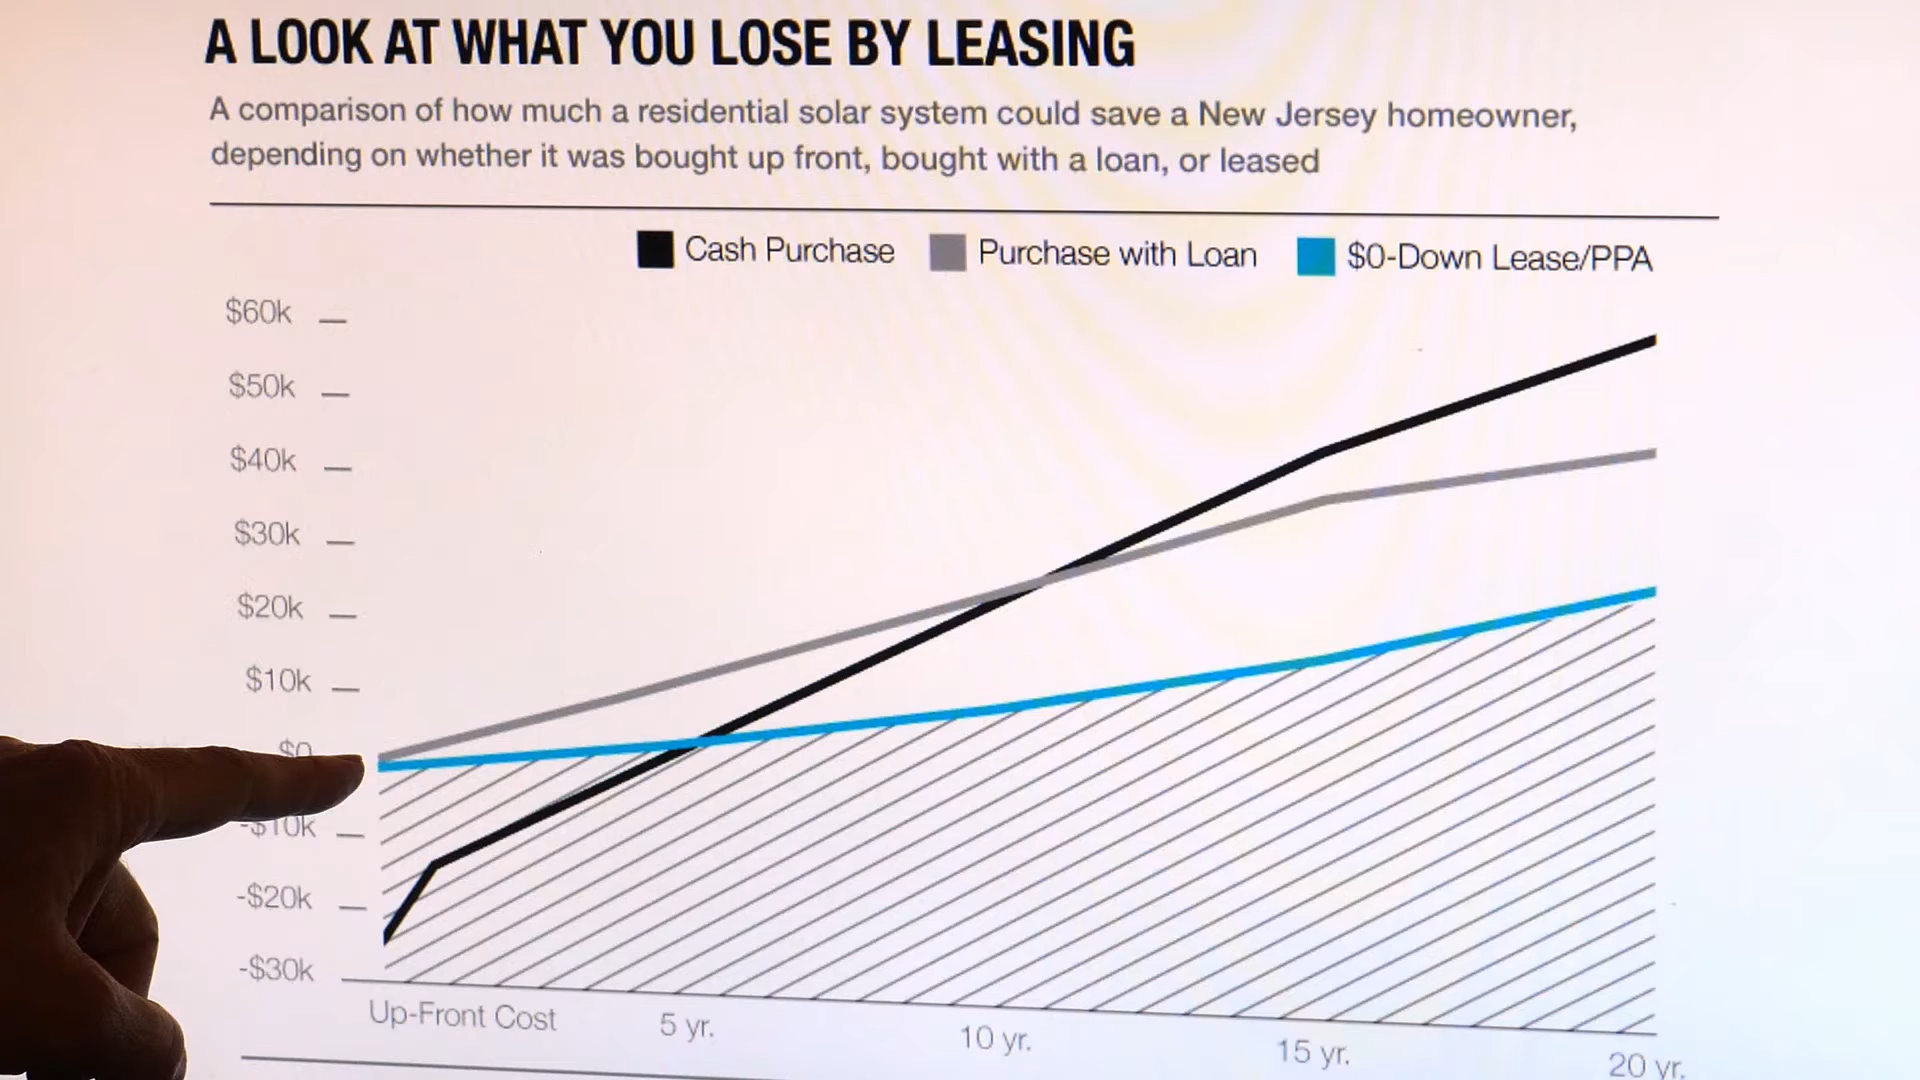 A LOOK AT WHAT YOU LOSE BY LEASING
A comparison of how much a residential solar system could save a New Jersey homeowner,
depending on whether it was bought up front, bought with a loan, or leased
Cash Purchase Purchase with Loan $0-Down Lease/PPA
$60k
$50k
$40k
$30k
$20k
$10k
$0
-$10k
-$20k
-$30k
Up-Front Cost 5 yr. 10 yr. 15 yr. 20 yr.